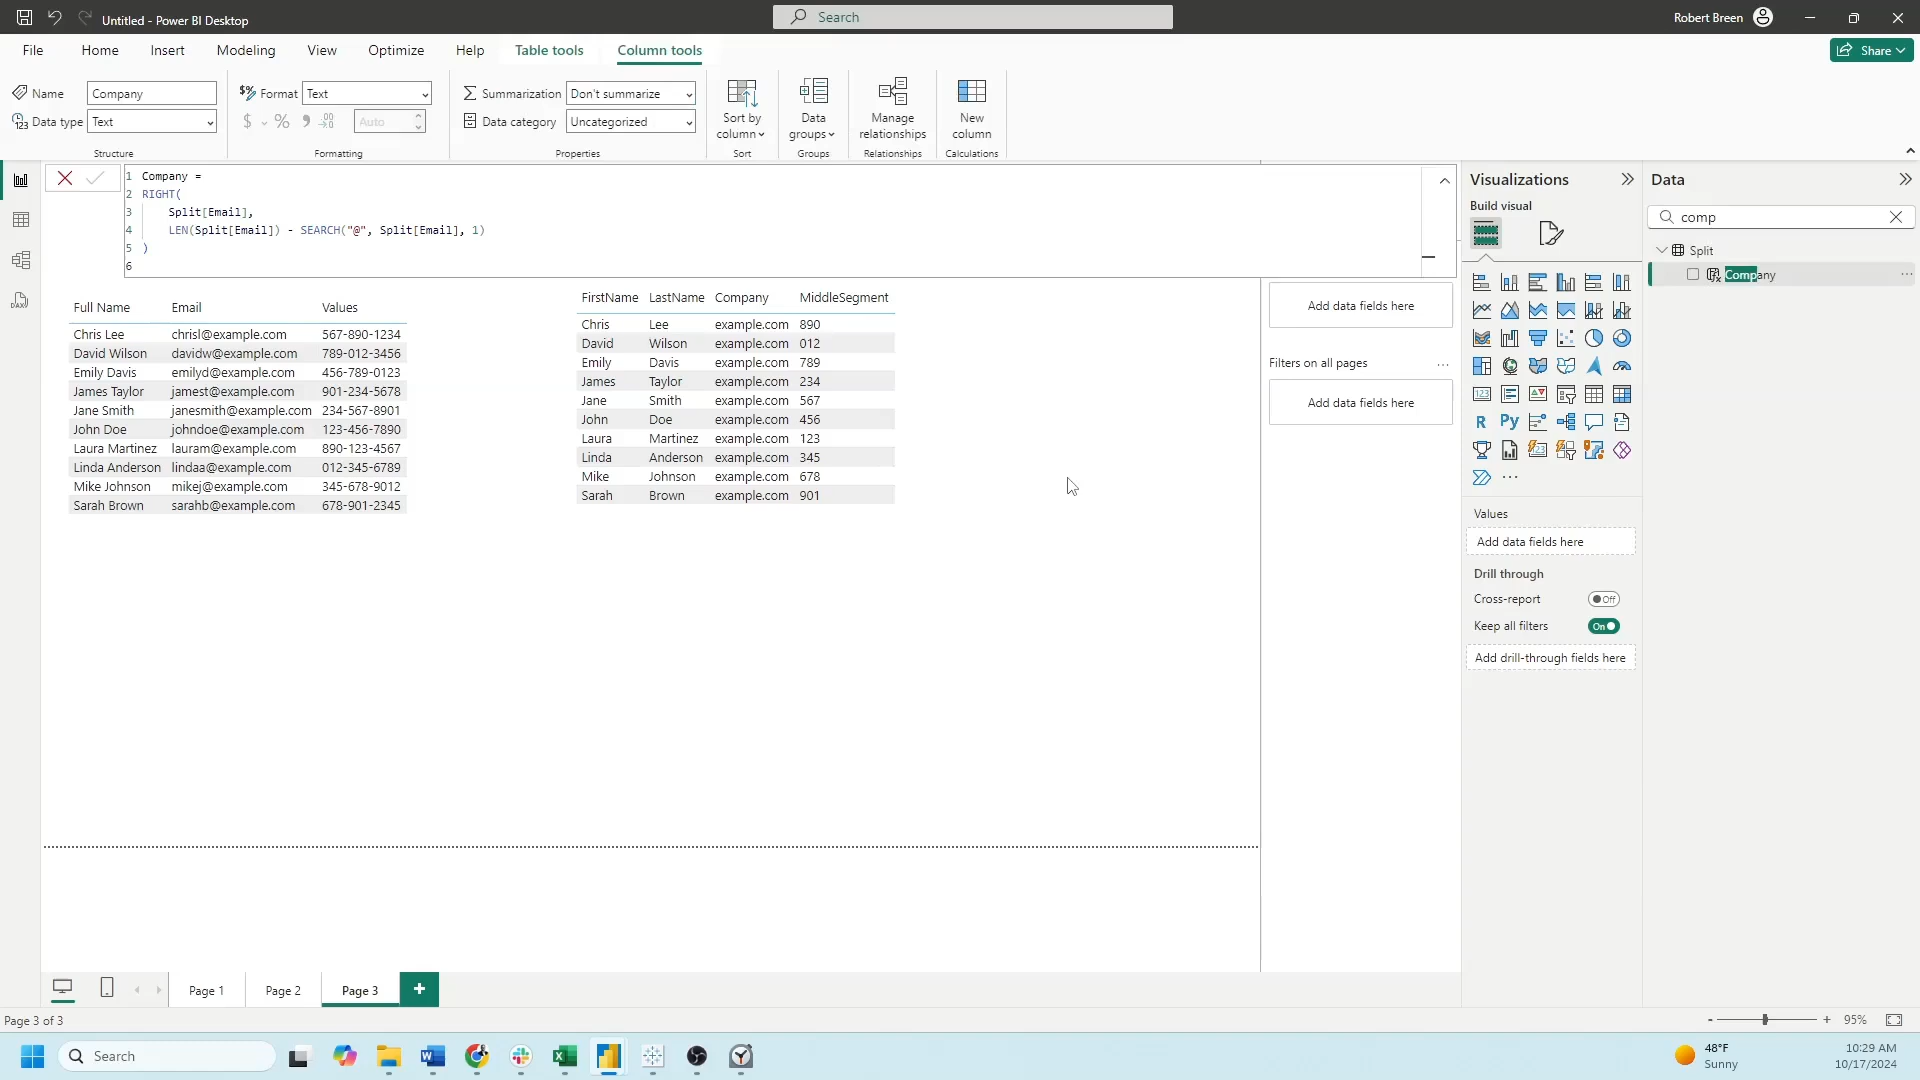 Untitled - Power BI Desktop
Search
Robert Breen
File
Home
Insert
Modeling
View
Optimize
Help
Table tools
Column tools
Share
Name
Company
Data type
Text
Structure
Format
Text
Auto
Formatting
Summarization
Don't summarize
Data category
Uncategorized
Properties
Sort by
column
Sort
Data
groups
Groups
Manage
relationships
Relationships
New
column
Calculations
1 Company =
2 RIGHT(
3 Split[Email],
4 LEN(Split[Email]) - SEARCH("@", Split[Email], 1)
5 )
6
Full Name Email Values
Chris Lee chrisl@example.com 567-890-1234
David Wilson davidw@example.com 789-012-3456
Emily Davis emilyd@example.com 456-789-0123
James Taylor jamest@example.com 901-234-5678
Jane Smith janesmith@example.com 234-567-8901
John Doe johndoe@example.com 123-456-7890
Laura Martinez lauram@example.com 890-123-4567
Linda Anderson lindaa@example.com 012-345-6789
Mike Johnson mikej@example.com 345-678-9012
Sarah Brown sarahb@example.com 678-901-2345
FirstName LastName Company MiddleSegment
Chris Lee example.com 890
David Wilson example.com 012
Emily Davis example.com 789
James Taylor example.com 234
Jane Smith example.com 567
John Doe example.com 456
Laura Martinez example.com 123
Linda Anderson example.com 345
Mike Johnson example.com 678
Sarah Brown example.com 901
Add data fields here
Filters on all pages
Add data fields here
Visualizations
Build visual
Values
Add data fields here
Drill through
Cross-report
Off
Keep all filters
On
Add drill-through fields here
Data
comp
Split
Company
Page 1
Page 2
Page 3
Page 3 of 3
95%
Search
48°F
Sunny
10:29 AM
10/17/2024